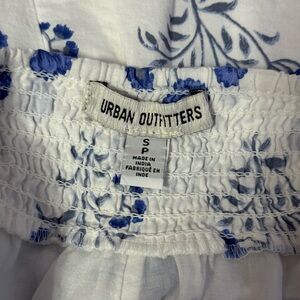 URBAN OUTFITTERS
S
P
MADE IN
INDIA
FABRIQUÉ EN
INDE